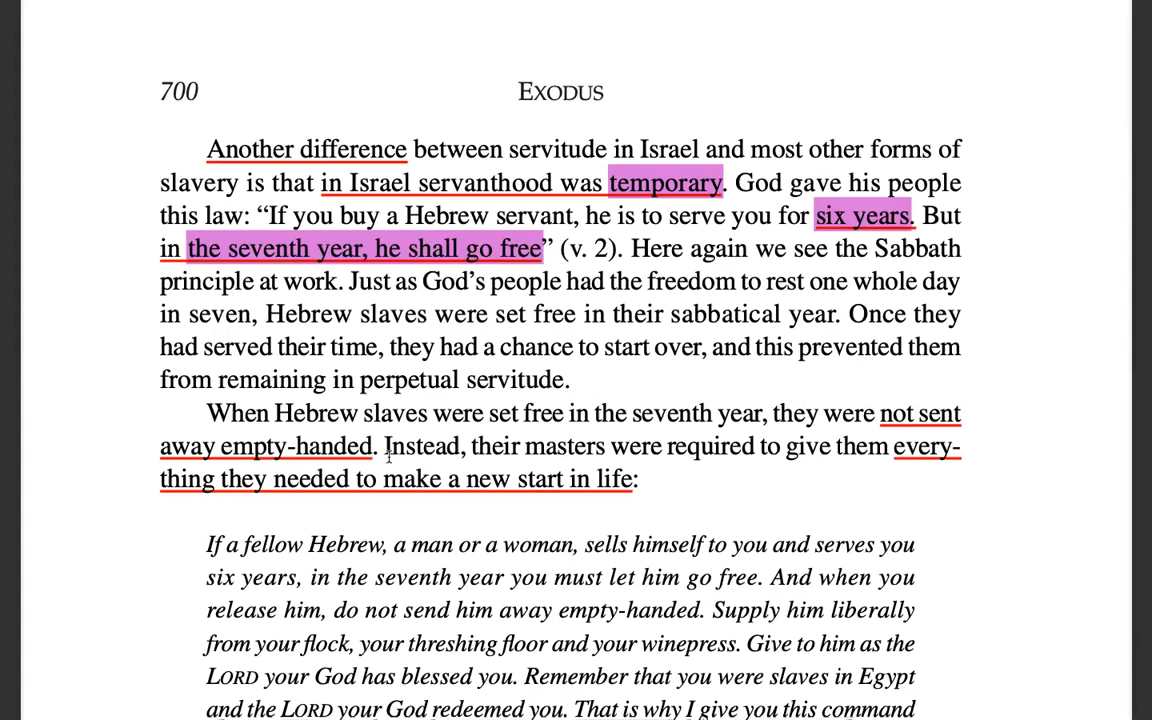 700 EXODUS
Another difference between servitude in Israel and most other forms of
slavery is that in Israel servanthood was temporary. God gave his people
this law: “If you buy a Hebrew servant, he is to serve you for six years. But
in the seventh year, he shall go free” (v. 2). Here again we see the Sabbath
principle at work. Just as God’s people had the freedom to rest one whole day
in seven, Hebrew slaves were set free in their sabbatical year. Once they
had served their time, they had a chance to start over, and this prevented them
from remaining in perpetual servitude.
When Hebrew slaves were set free in the seventh year, they were not sent
away empty-handed. Instead, their masters were required to give them every-
thing they needed to make a new start in life:
If a fellow Hebrew, a man or a woman, sells himself to you and serves you
six years, in the seventh year you must let him go free. And when you
release him, do not send him away empty-handed. Supply him liberally
from your flock, your threshing floor and your winepress. Give to him as the
LORD your God has blessed you. Remember that you were slaves in Egypt
and the LORD your God redeemed you. That is why I give you this command